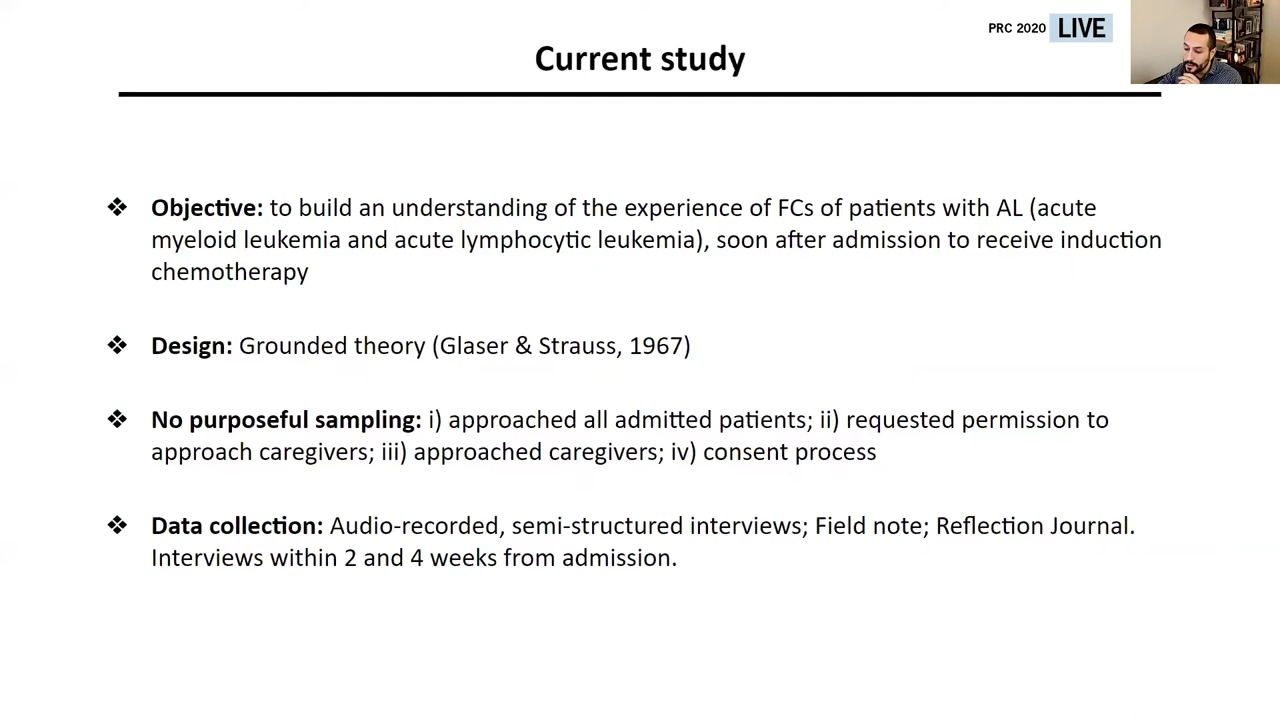 PRC 2020 LIVE
Current study
❖ Objective: to build an understanding of the experience of FCs of patients with AL (acute
myeloid leukemia and acute lymphocytic leukemia), soon after admission to receive induction
chemotherapy
❖ Design: Grounded theory (Glaser & Strauss, 1967)
❖ No purposeful sampling: i) approached all admitted patients; ii) requested permission to
approach caregivers; iii) approached caregivers; iv) consent process
❖ Data collection: Audio-recorded, semi-structured interviews; Field note; Reflection Journal.
Interviews within 2 and 4 weeks from admission.